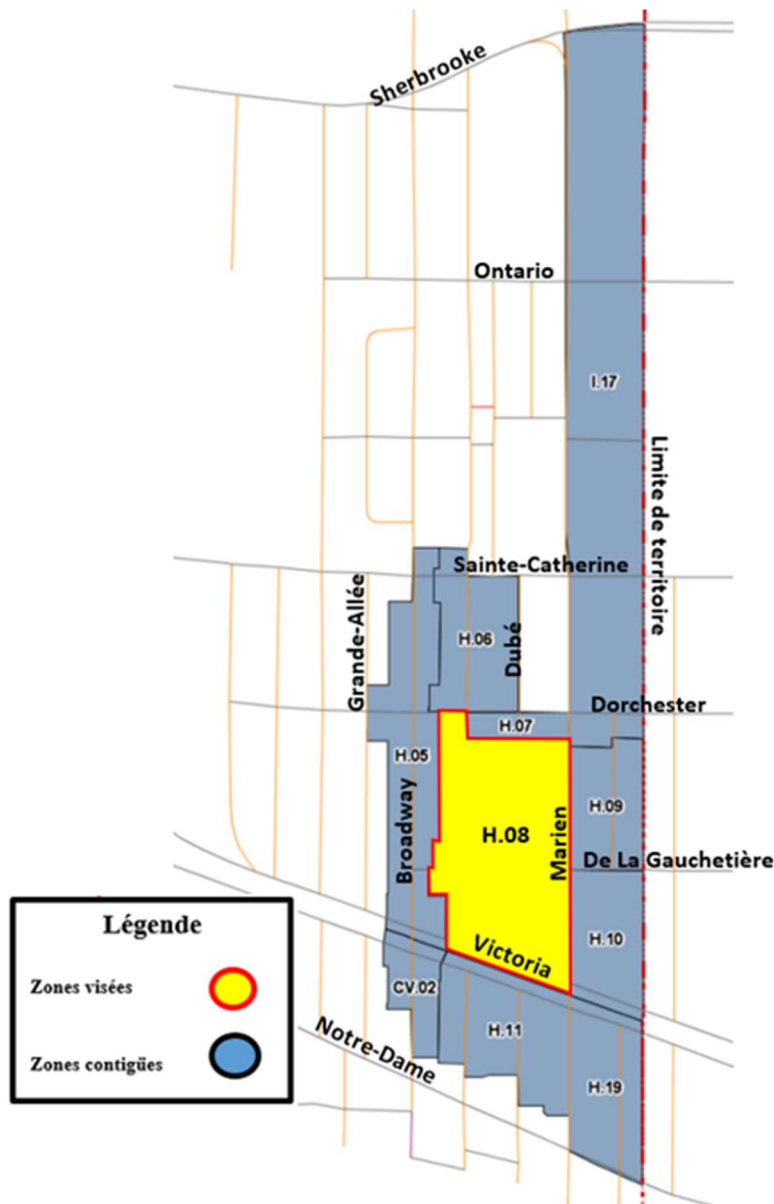 Sherbrooke
Ontario
I.17
Limite de territoire
Sainte-Catherine
Grande-Allée
H.06
Dubé
Dorchester
H.07
H.05
Broadway
H.08
Marien
H.09
De La Gauchetière
H.10
Victoria
CV.02
H.11
Notre-Dame
H.19
Légende
Zones visées
Zones contigües